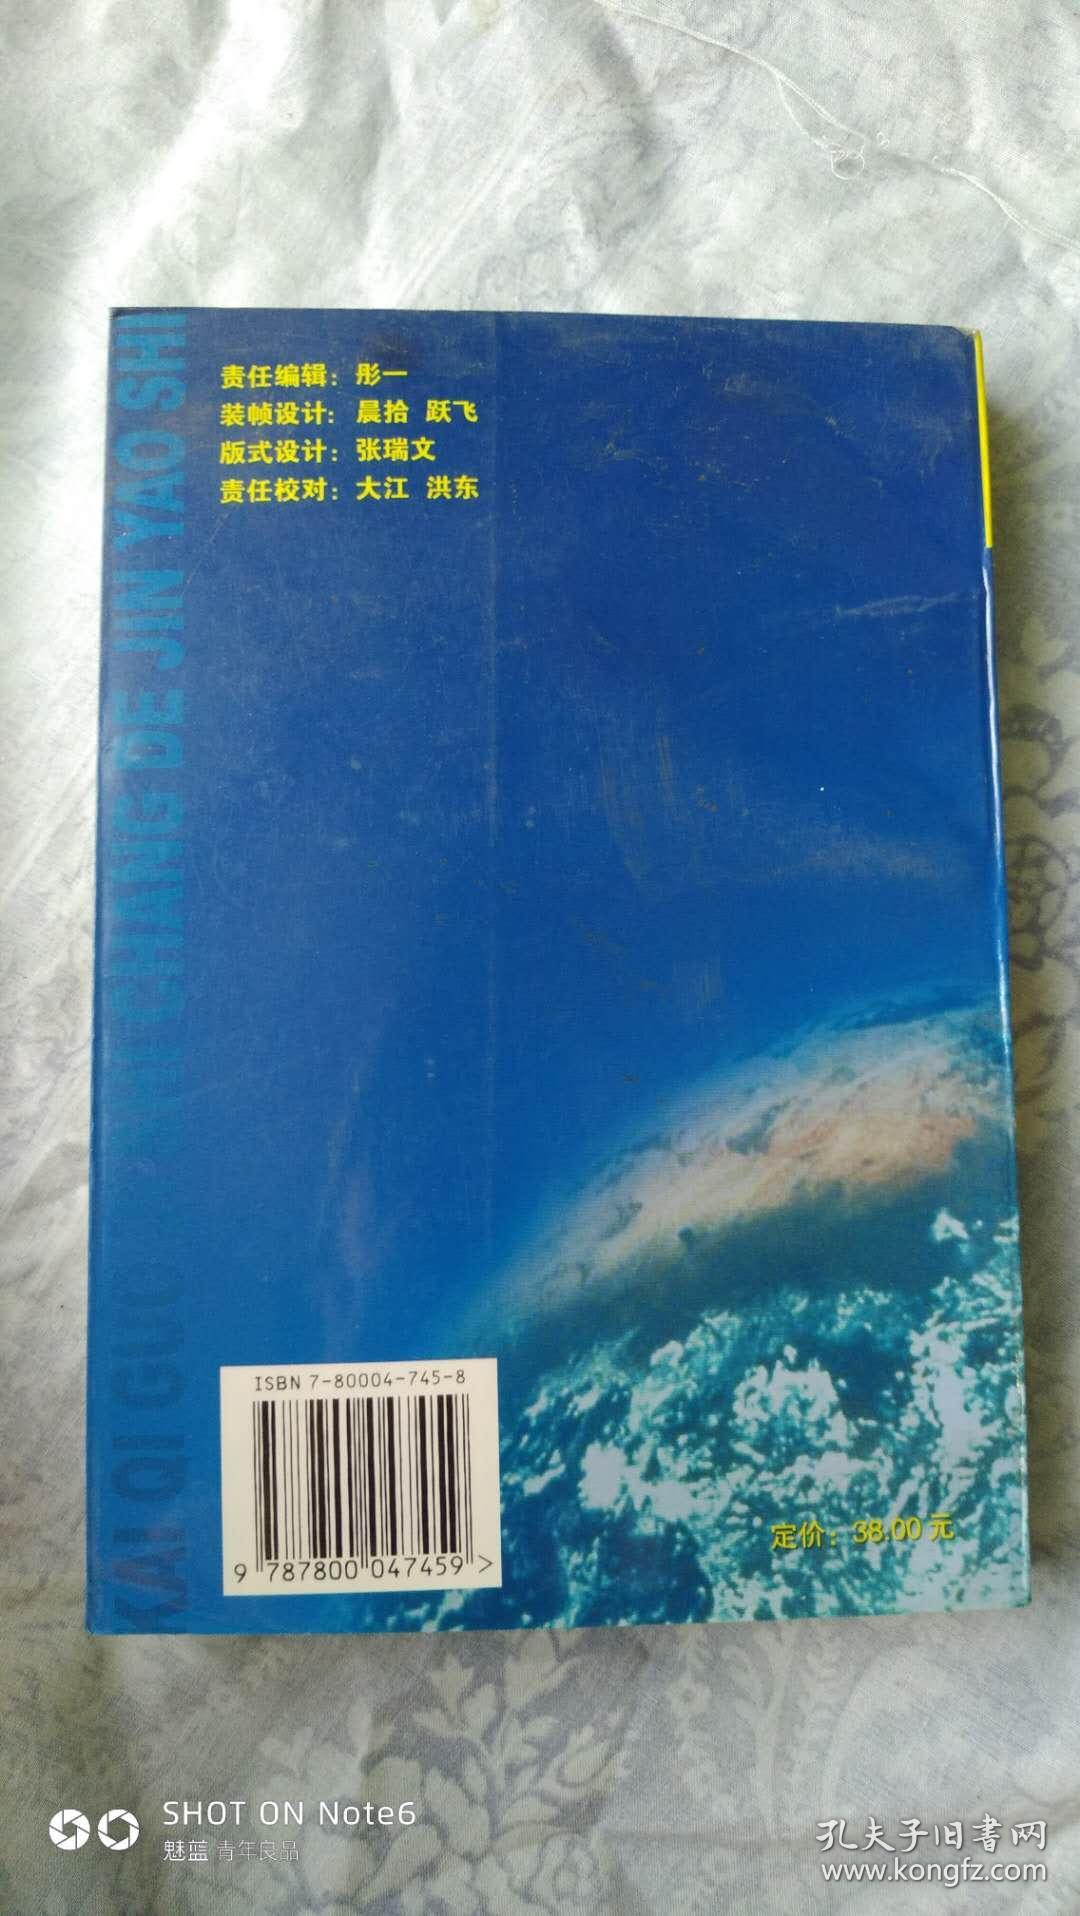 责任编辑：彤一
装帧设计：晨拾 跃飞
版式设计：张瑞文
责任校对：大江 洪东
KAI QI GUO
CHANG DE JIN YAO SHI
ISBN 7-80004-745-8
9 787800 047459 >
定价：38.00 元
SHOT ON Note6
魅蓝 青年良品
孔夫子旧書网
www.kongfz.com